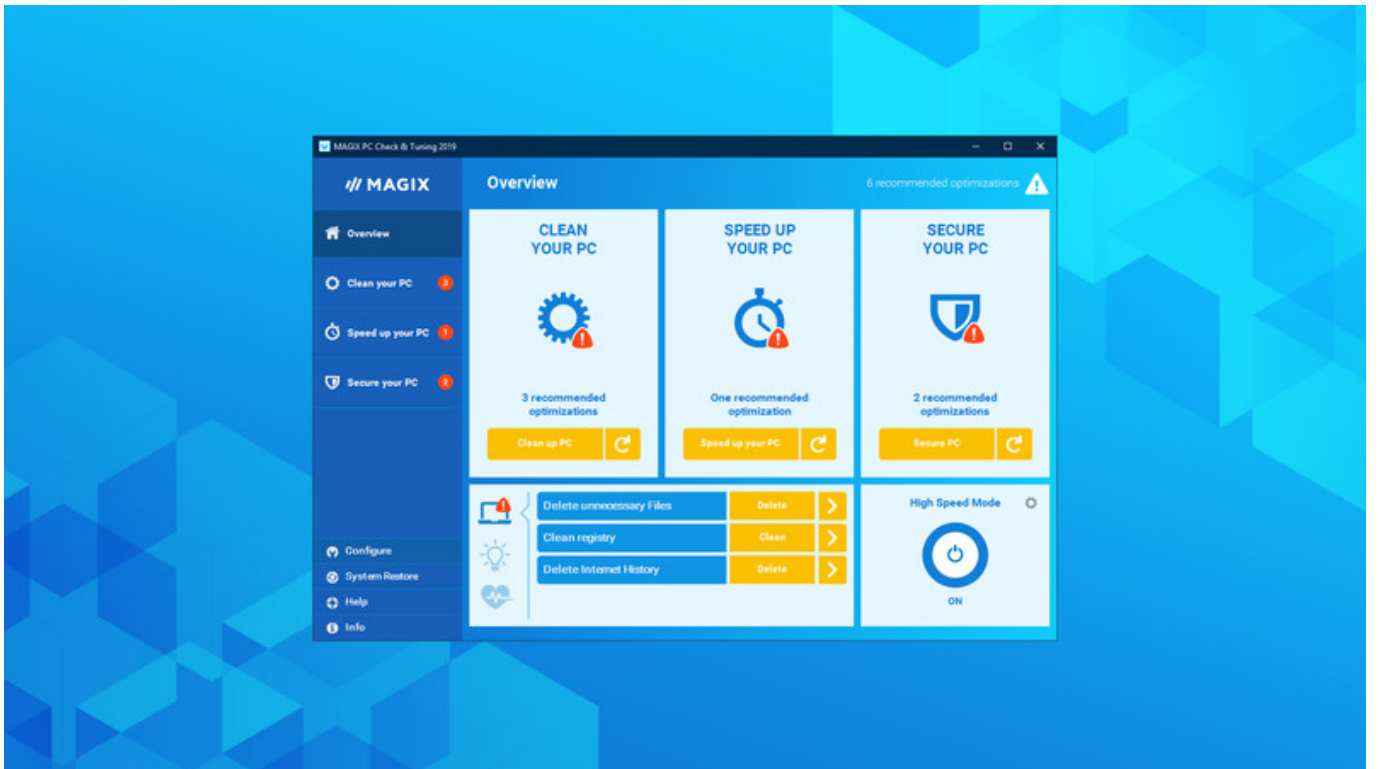 MAGIX PC Check & Tuning 2019
MAGIX
Overview
Clean your PC 3
Speed up your PC 1
Secure your PC 2
Configure
System Restore
Help
Info
Overview
6 recommended optimizations
CLEAN
YOUR PC
3 recommended
optimizations
Clean up PC
SPEED UP
YOUR PC
One recommended
optimization
Speed up your PC
SECURE
YOUR PC
2 recommended
optimizations
Secure PC
Delete unnecessary Files Delete
Clean registry Clean
Delete Internet History Delete
High Speed Mode
ON